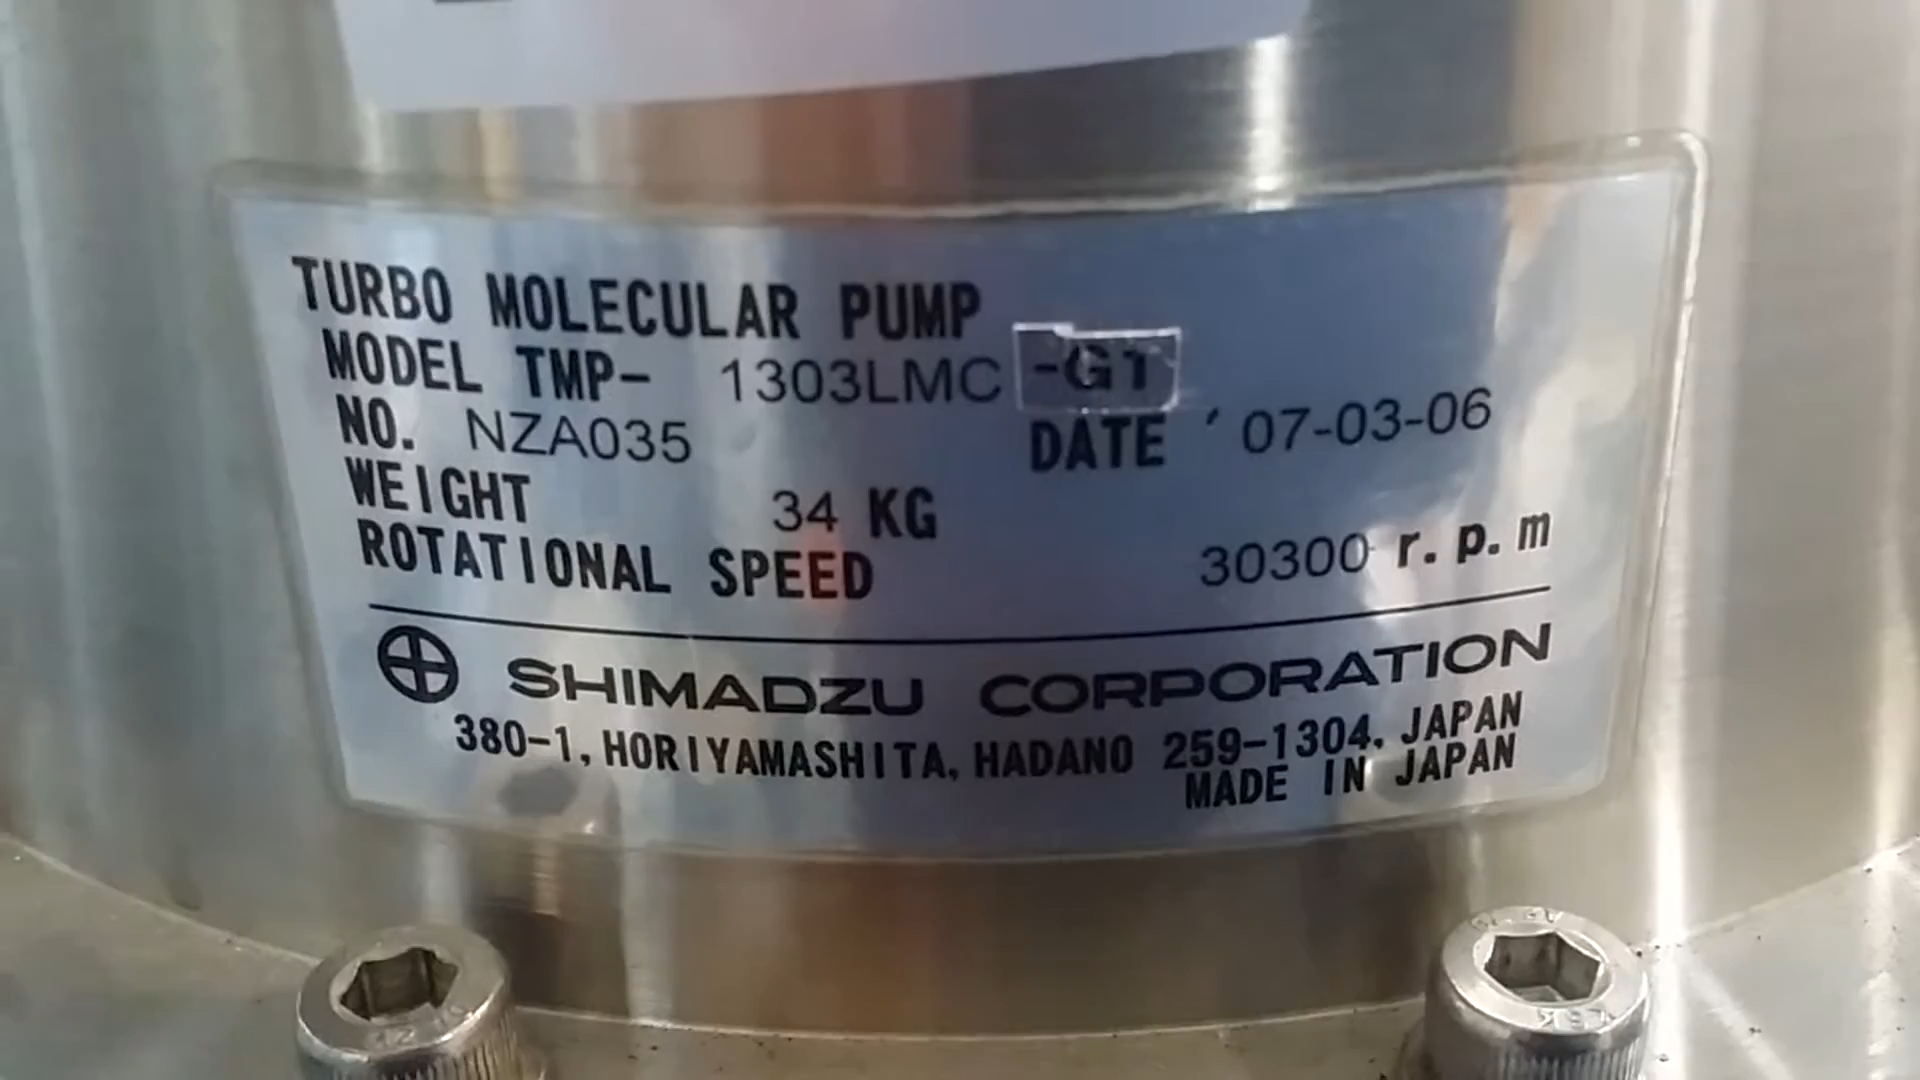 TURBO MOLECULAR PUMP
MODEL TMP- 1303LMC -G1
NO. NZA035 DATE '07-03-06
WEIGHT 34 KG
ROTATIONAL SPEED 30300 r.p.m
SHIMADZU CORPORATION
380-1, HORIYAMASHITA, HADANO 259-1304, JAPAN
MADE IN JAPAN